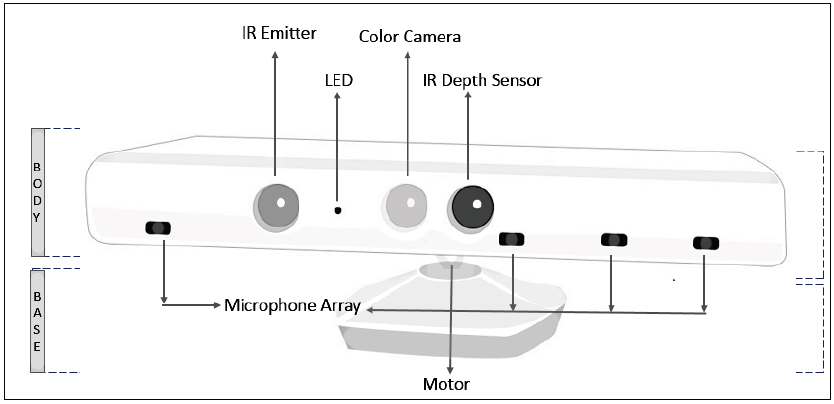 IR Emitter
Color Camera
LED
IR Depth Sensor
BODY
BASE
Microphone Array
Motor